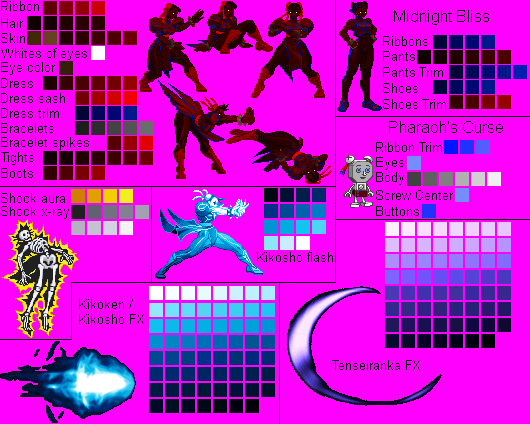 Ribbon
Hair
Skin
Whites of eyes
Eye color
Dress
Dress sash
Dress trim
Bracelets
Bracelet spikes
Tights
Boots
Midnight Bliss
Ribbons
Pants
Pants Trim
Shoes
Shoes Trim
Pharaoh's Curse
Ribbon Trim
Eyes
Body
Screw Center
Buttons
Shock aura
Shock x-ray
Kikosho flash
Kikoken /
Kikosho FX
Tenseiranka FX